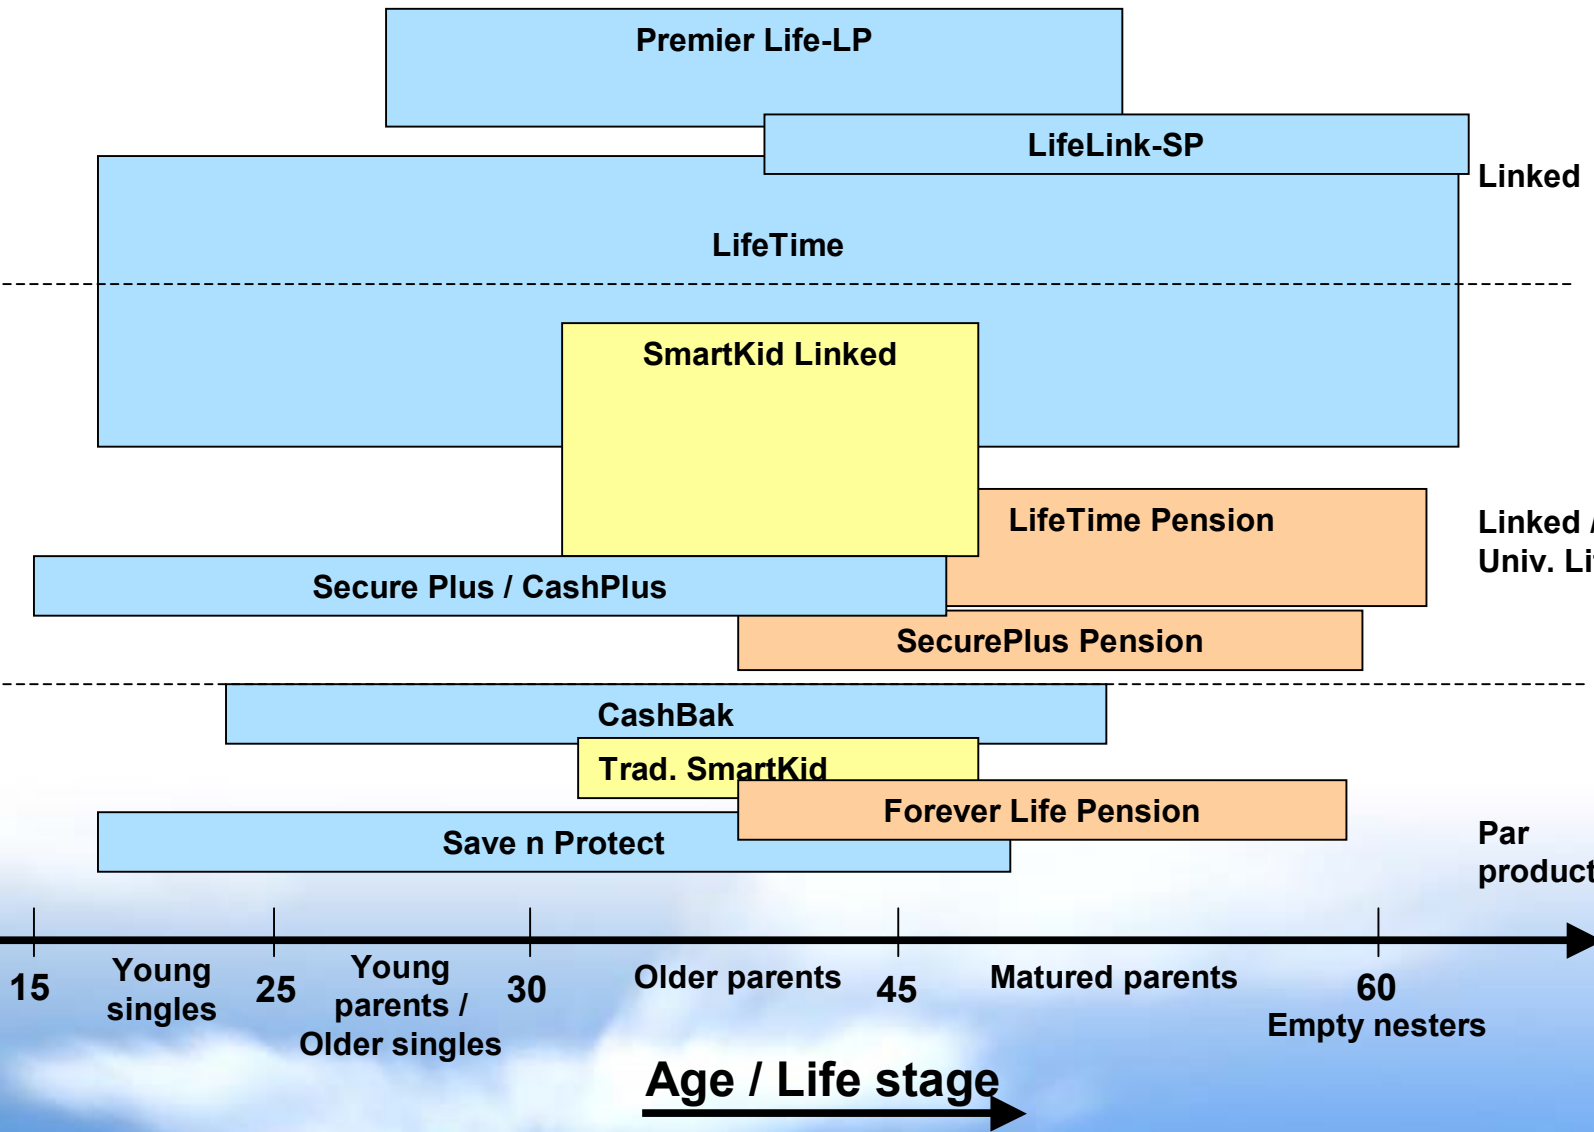 Premier Life-LP
LifeLink-SP
Linked
LifeTime
SmartKid Linked
LifeTime Pension
Linked /
Univ. Li
Secure Plus / CashPlus
SecurePlus Pension
CashBak
Trad. SmartKid
Forever Life Pension
Save n Protect
Par
product
15
Young
singles
25
Young
parents /
Older singles
30
Older parents
45
Matured parents
60
Empty nesters
Age / Life stage